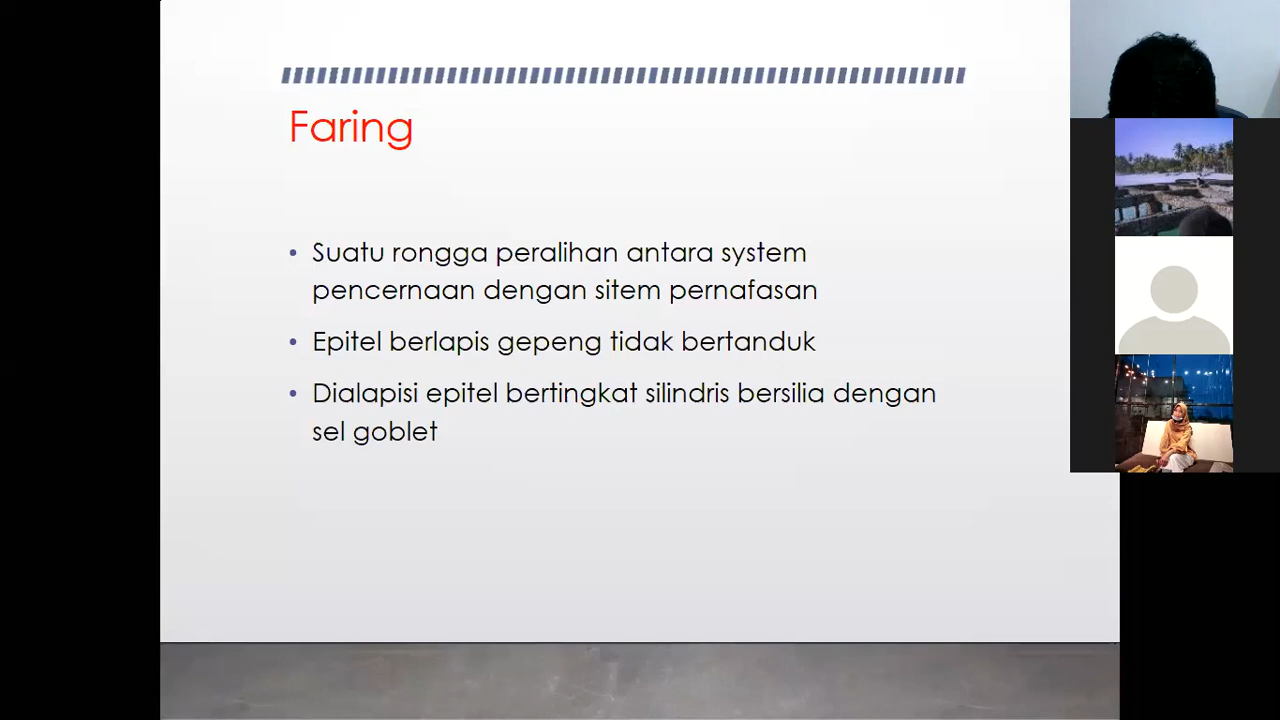 Faring
• Suatu rongga peralihan antara system
pencernaan dengan sitem pernafasan
• Epitel berlapis gepeng tidak bertanduk
• Dialapisi epitel bertingkat silindris bersilia dengan
sel goblet